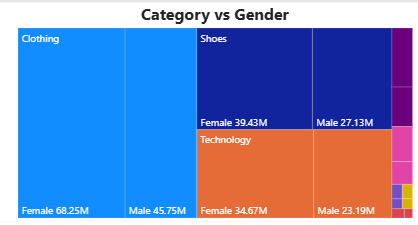 Category vs Gender
Clothing
Female 68.25M
Male 45.75M
Shoes
Female 39.43M
Male 27.13M
Technology
Female 34.67M
Male 23.19M